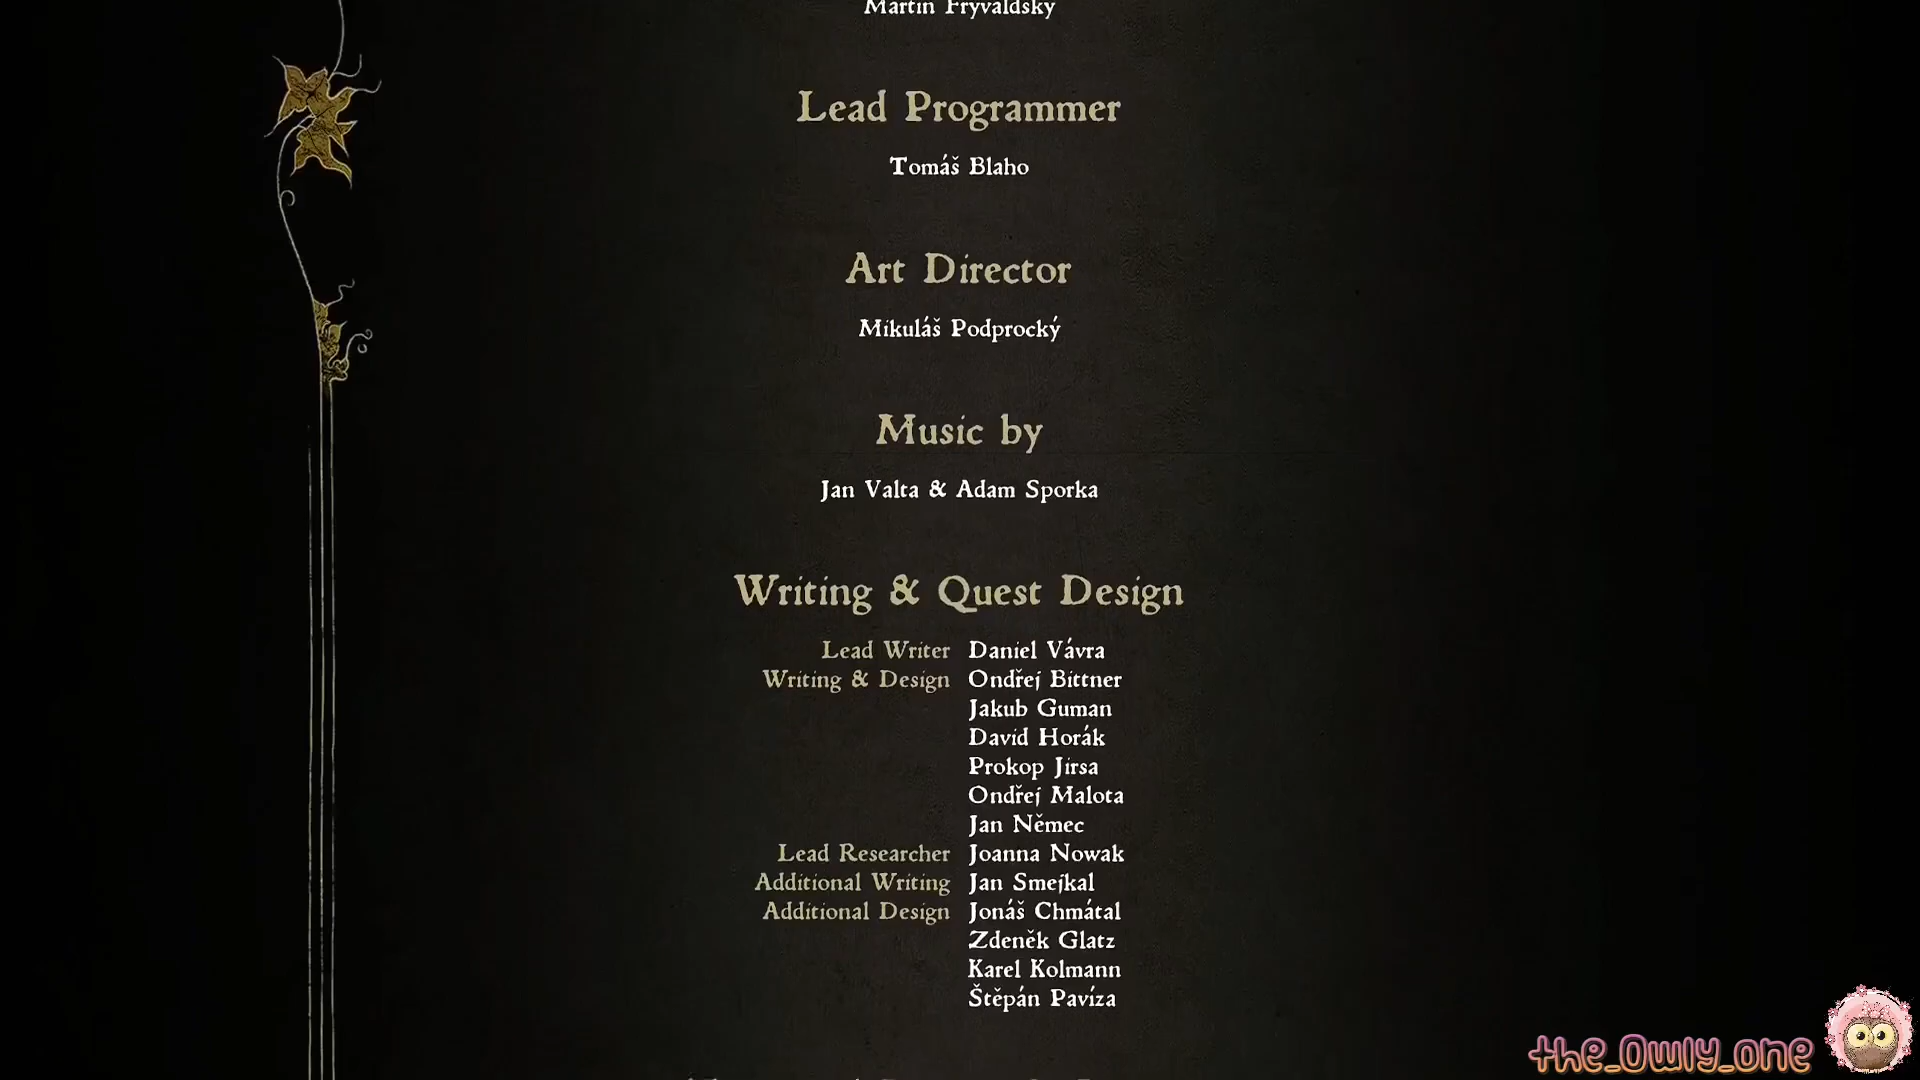 Martin Fryvaldský
Lead Programmer
Tomáš Blaho
Art Director
Mikuláš Podprocký
Music by
Jan Valta & Adam Sporka
Writing & Quest Design
Lead Writer Daniel Vávra
Writing & Design Ondřej Bittner
Jakub Guman
David Horák
Prokop Jirsa
Ondřej Malota
Jan Němec
Lead Researcher Joanna Nowak
Additional Writing Jan Smejkal
Additional Design Jonáš Chmátal
Zdeněk Glatz
Karel Kolmann
Štěpán Pavíza
the_Owly_one